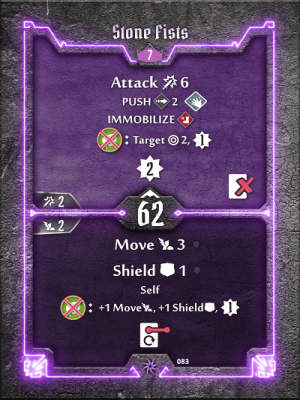 Stone Fists
7
Attack 6
PUSH 2
IMMOBILIZE
: Target 2, 1
2
2
62
2
Move 3
Shield 1
Self
: +1 Move, +1 Shield, 1
083